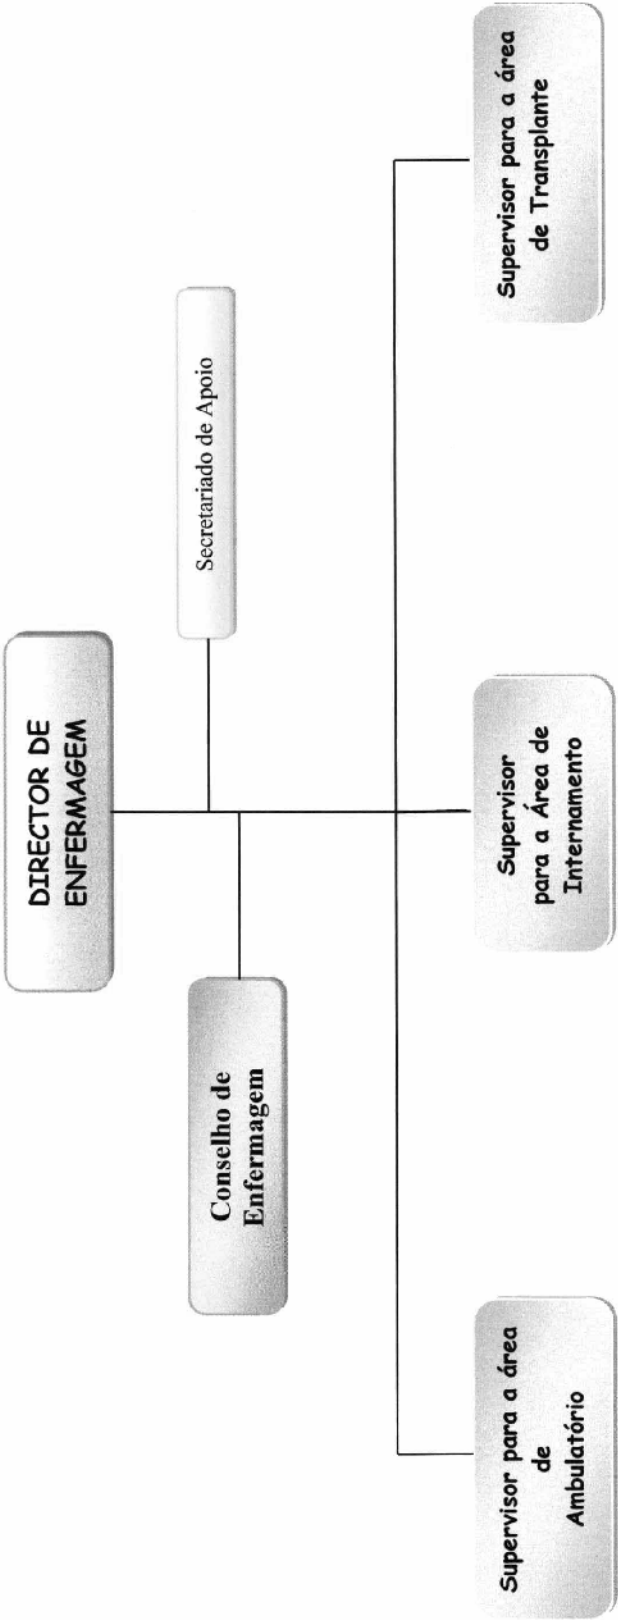 DIRECTOR DE
ENFERMAGEM
Secretariado de Apoio
Conselho de
Enfermagem
Supervisor para a área
de
Ambulatório
Supervisor
para a Área de
Internamento
Supervisor para a área
de Transplante